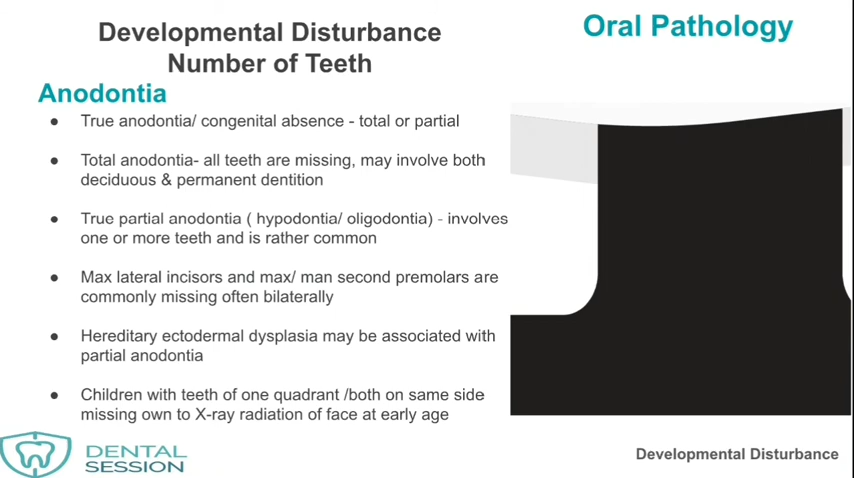 Developmental Disturbance
Number of Teeth
Oral Pathology
Anodontia
● True anodontia/ congenital absence - total or partial
● Total anodontia- all teeth are missing, may involve both
deciduous & permanent dentition
● True partial anodontia ( hypodontia/ oligodontia) - involves
one or more teeth and is rather common
● Max lateral incisors and max/ man second premolars are
commonly missing often bilaterally
● Hereditary ectodermal dysplasia may be associated with
partial anodontia
● Children with teeth of one quadrant /both on same side
missing own to X-ray radiation of face at early age
DENTAL
SESSION
Developmental Disturbance